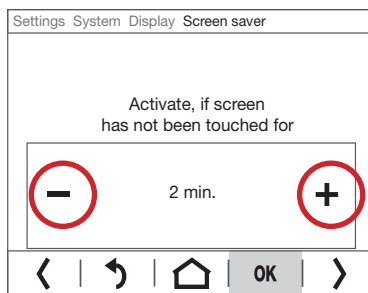 Settings System Display Screen saver
Activate, if screen
has not been touched for
2 min.
OK